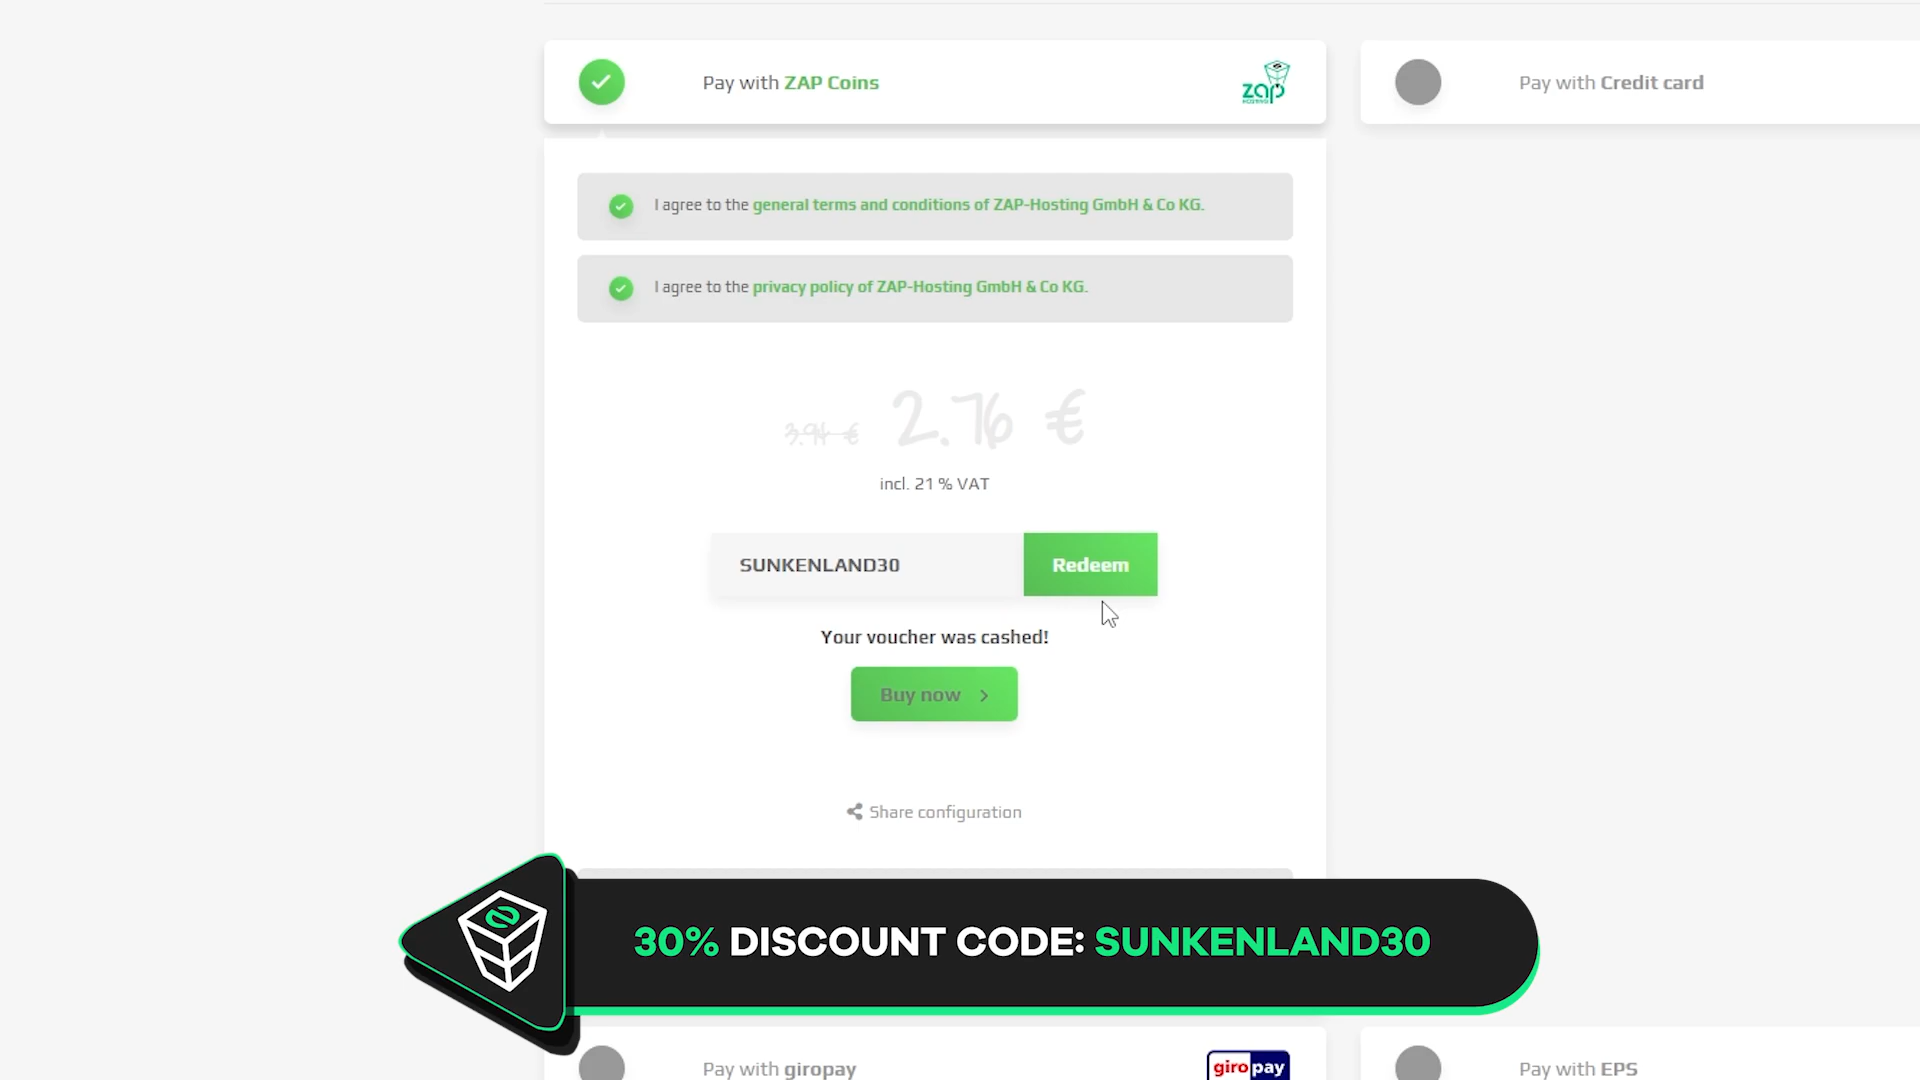 Pay with ZAP Coins
zap
HOSTING
Pay with Credit card
I agree to the general terms and conditions of ZAP-Hosting GmbH & Co KG.
I agree to the privacy policy of ZAP-Hosting GmbH & Co KG.
3.94 € 2.76 €
incl. 21 % VAT
SUNKENLAND30
Redeem
Your voucher was cashed!
Buy now
Share configuration
30% DISCOUNT CODE: SUNKENLAND30
Pay with giropay
giropay
Pay with EPS